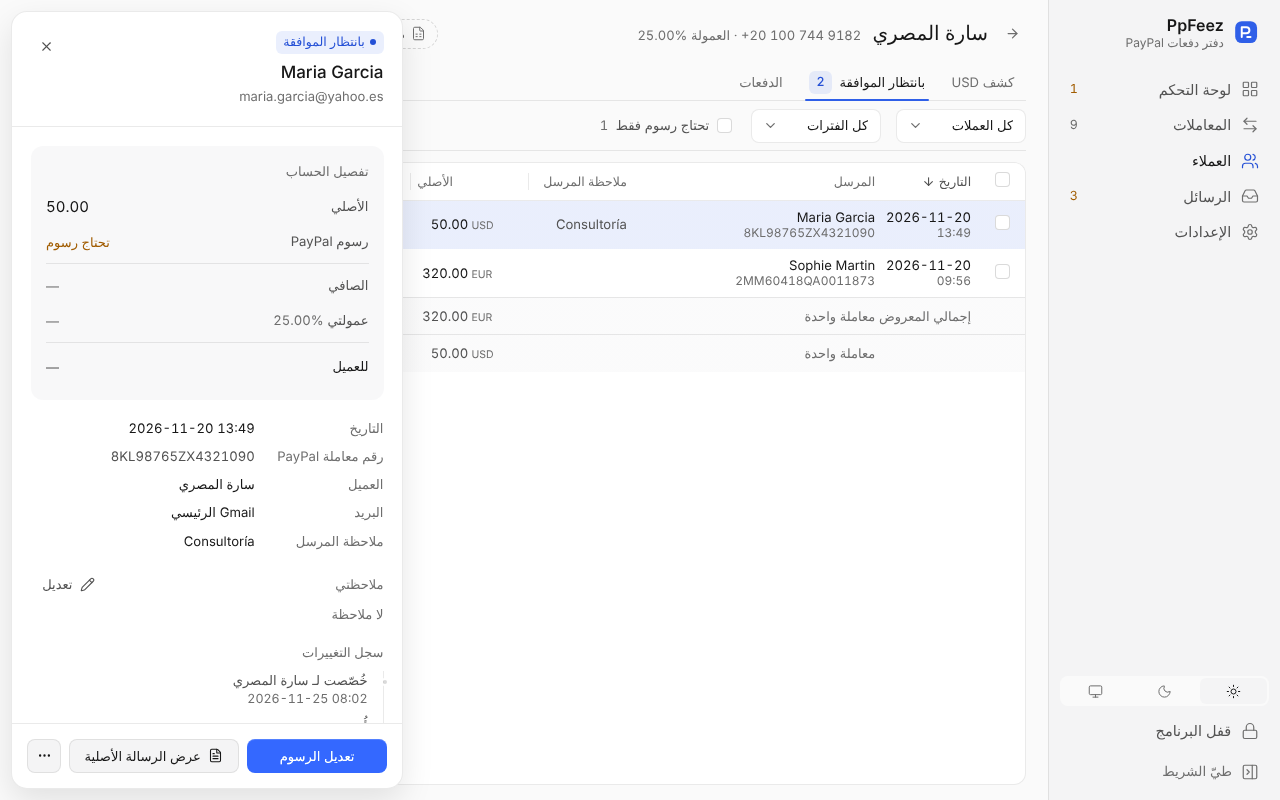 PpFeez
دفتر دفعات PayPal
لوحة التحكم 1
المعاملات 9
العملاء
الرسائل 3
الإعدادات
قفل البرنامج
طيّ الشريط
سارة المصري
+20 100 744 9182 · العمولة %25.00
كشف USD
بانتظار الموافقة 2
الدفعات
كل العملات
كل الفترات
تحتاج رسوم فقط 1
التاريخ
المرسل
ملاحظة المرسل
الأصلي
2026-11-20
13:49
Maria Garcia
8KL98765ZX4321090
Consultoría
50.00 USD
2026-11-20
09:56
Sophie Martin
2MM60418QA0011873
320.00 EUR
إجمالي المعروض معاملة واحدة
320.00 EUR
معاملة واحدة
50.00 USD
بانتظار الموافقة
Maria Garcia
maria.garcia@yahoo.es
تفصيل الحساب
الأصلي 50.00
رسوم PayPal تحتاج رسوم
الصافي —
عمولتي %25.00 —
للعميل —
التاريخ 2026-11-20 13:49
رقم معاملة PayPal 8KL98765ZX4321090
العميل سارة المصري
البريد Gmail الرئيسي
ملاحظة المرسل Consultoría
ملاحظتي تعديل
لا ملاحظة
سجل التغييرات
خُصّصت لـ سارة المصري
2026-11-25 08:02
تعديل الرسوم
عرض الرسالة الأصلية